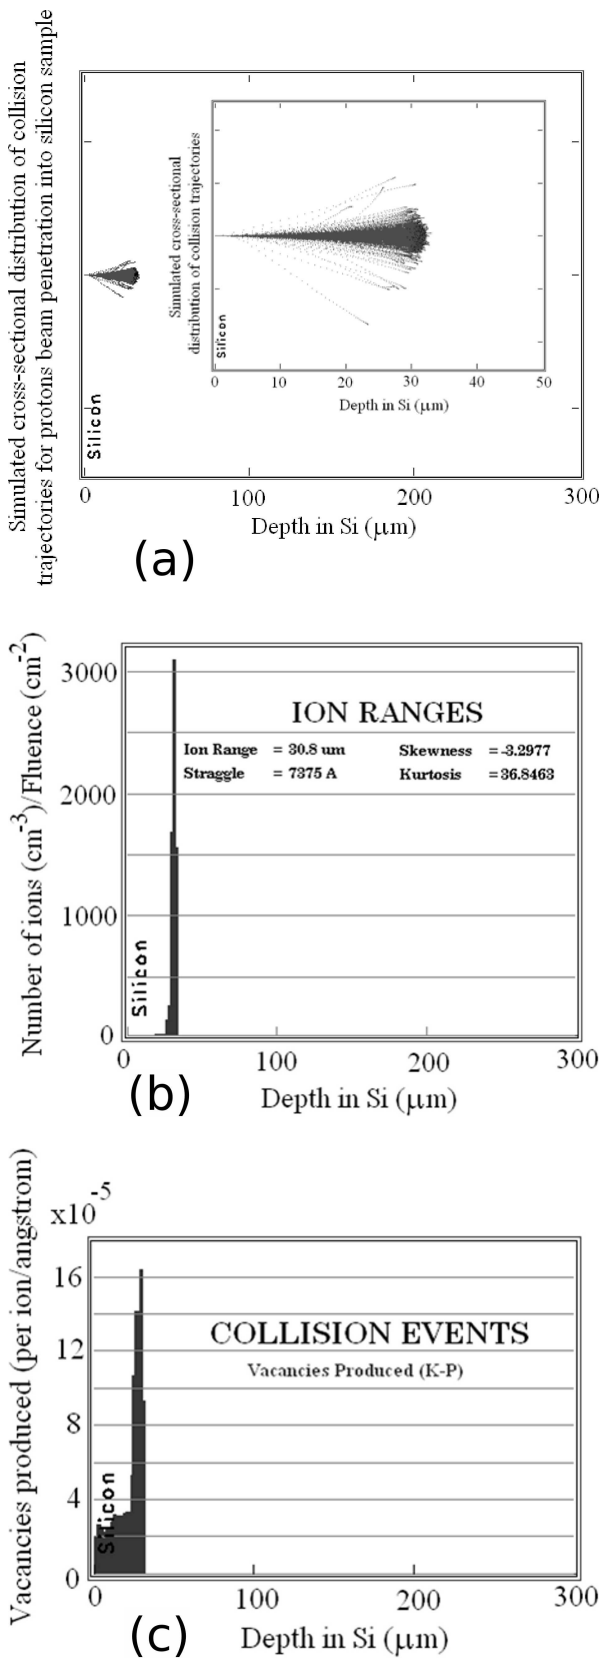 Simulated cross-sectional distribution of collision
trajectories for protons beam penetration into silicon sample
Simulated cross-sectional
distribution of collision trajectories
Silicon
0 10 20 30 40 50
Depth in Si (μm)
Silicon
0 100 200 300
Depth in Si (μm)
(a)
Number of ions (cm-3)/Fluence (cm-2)
3000
2000
1000
0
ION RANGES
Ion Range = 30.8 um Skewness = -3.2977
Straggle = 7375 A Kurtosis = 36.8463
Silicon
0 100 200 300
Depth in Si (μm)
(b)
Vacancies produced (per ion/angstrom)
x10-5
16
12
8
4
0
COLLISION EVENTS
Vacancies Produced (K-P)
Silicon
0 100 200 300
Depth in Si (μm)
(c)